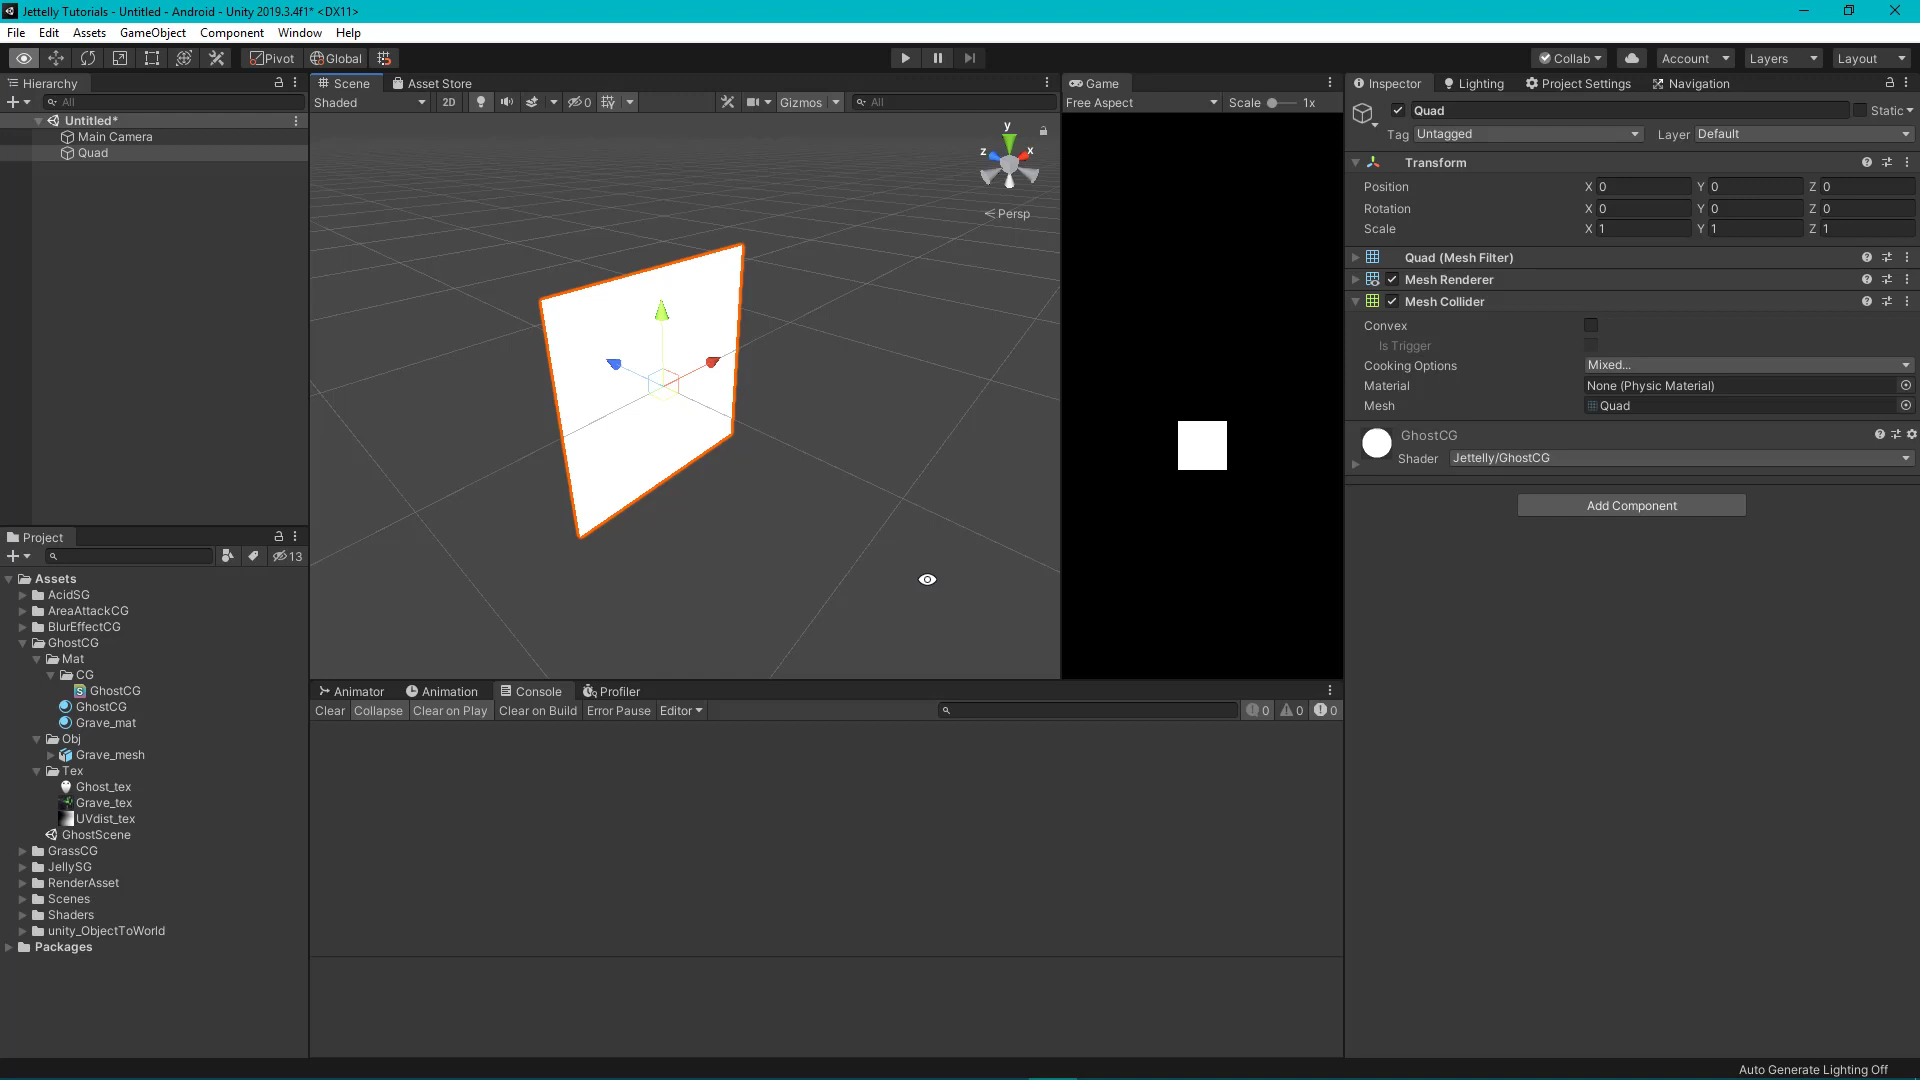 Jettelly Tutorials - Untitled - Android - Unity 2019.3.4f1* <DX11>
File Edit Assets GameObject Component Window Help
Pivot Global Collab Account Layers Layout
Hierarchy
All
Untitled*
Main Camera
Quad
Scene Asset Store
Shaded 2D 0 Gizmos All
y
z x
Persp
Game
Free Aspect Scale 1x
Inspector Lighting Project Settings Navigation
Quad Static
Tag Untagged Layer Default
Transform
Position X 0 Y 0 Z 0
Rotation X 0 Y 0 Z 0
Scale X 1 Y 1 Z 1
Quad (Mesh Filter)
Mesh Renderer
Mesh Collider
Convex
Is Trigger
Cooking Options Mixed...
Material None (Physic Material)
Mesh Quad
GhostCG
Shader Jettelly/GhostCG
Add Component
Project
13
Assets
AcidSG
AreaAttackCG
BlurEffectCG
GhostCG
Mat
CG
GhostCG
GhostCG
Grave_mat
Obj
Grave_mesh
Tex
Ghost_tex
Grave_tex
UVdist_tex
GhostScene
GrassCG
JellySG
RenderAsset
Scenes
Shaders
unity_ObjectToWorld
Packages
Animator Animation Console Profiler
Clear Collapse Clear on Play Clear on Build Error Pause Editor 0 0 0
Auto Generate Lighting Off